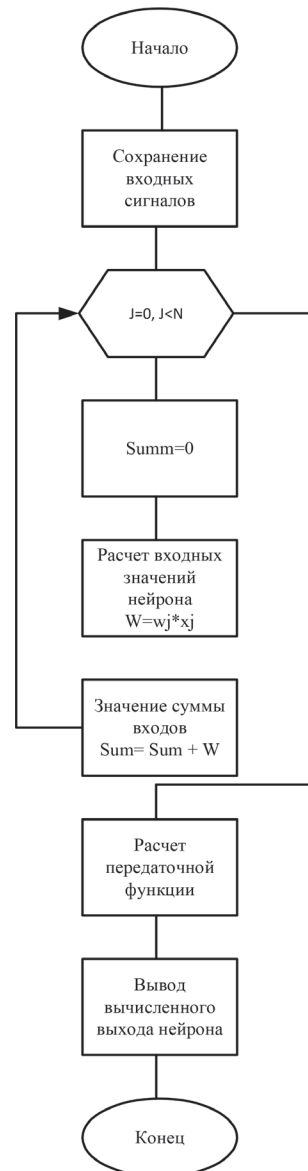 Начало
Сохранение
входных
сигналов
J=0, J<N
Summ=0
Расчет входных
значений
нейрона
W=wj*xj
Значение суммы
входов
Sum= Sum + W
Расчет
передаточной
функции
Вывод
вычисленного
выхода нейрона
Конец